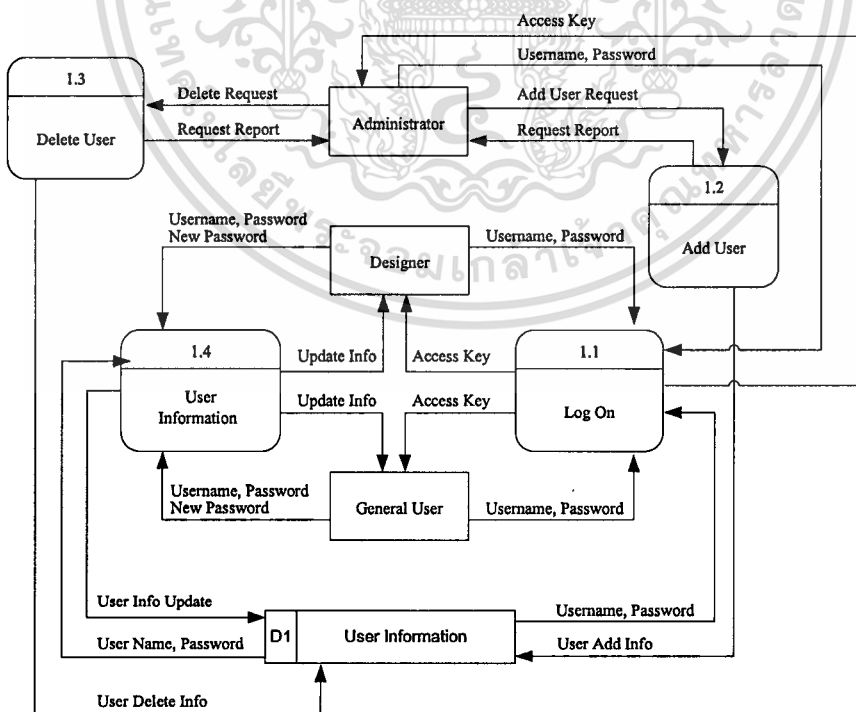 Access Key
Username, Password
1.3
Delete User
Delete Request
Request Report
Administrator
Add User Request
Request Report
1.2
Add User
Username, Password
New Password
Designer
Username, Password
1.4
User
Information
Update Info
Access Key
1.1
Log On
Update Info
Access Key
Username, Password
New Password
General User
Username, Password
User Info Update
Username, Password
D1
User Information
User Name, Password
User Add Info
User Delete Info